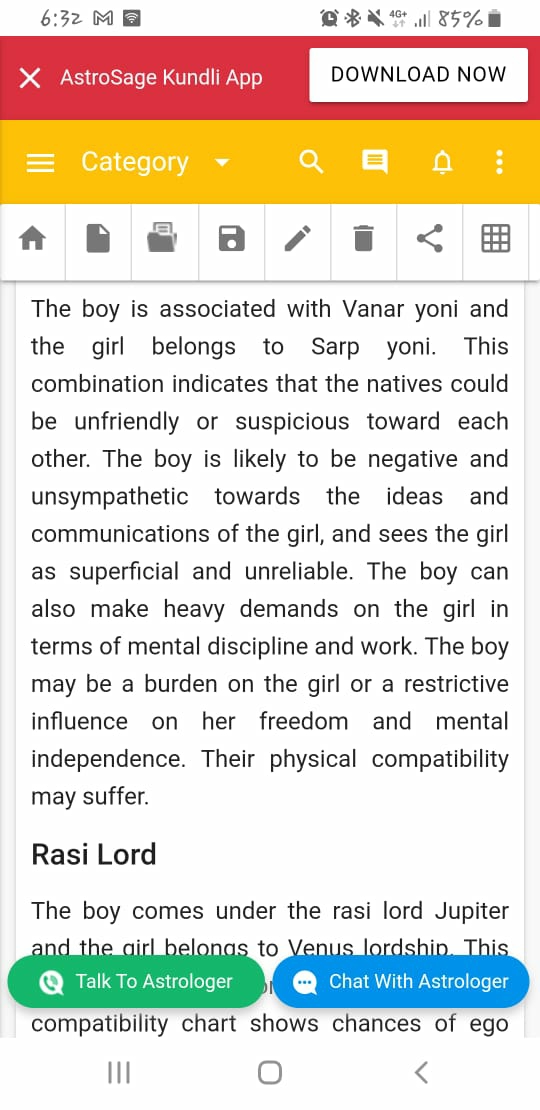 6:32 4G+ 85%
AstroSage Kundli App DOWNLOAD NOW
Category
The boy is associated with Vanar yoni and
the girl belongs to Sarp yoni. This
combination indicates that the natives could
be unfriendly or suspicious toward each
other. The boy is likely to be negative and
unsympathetic towards the ideas and
communications of the girl, and sees the girl
as superficial and unreliable. The boy can
also make heavy demands on the girl in
terms of mental discipline and work. The boy
may be a burden on the girl or a restrictive
influence on her freedom and mental
independence. Their physical compatibility
may suffer.
Rasi Lord
The boy comes under the rasi lord Jupiter
and the girl belongs to Venus lordship. This
Talk To Astrologer Chat With Astrologer
compatibility chart shows chances of ego